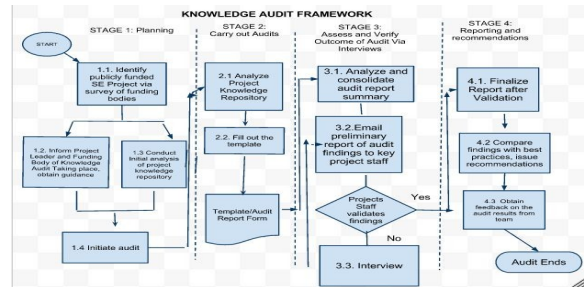 KNOWLEDGE AUDIT FRAMEWORK
STAGE 1: Planning
START
1.1. Identify
publicly funded
SE Project via
survey of funding
bodies
1.2. Inform Project
Leader and Funding
Body of Knowledge
Audit Taking place,
obtain guidance
1.3 Conduct
Initial analysis
of project
knowledge
repository
1.4 Initiate audit
STAGE 2:
Carry out Audits
2.1 Analyze
Project
Knowledge
Repository
2.2. Fill out the
template
Template/Audit
Report Form
STAGE 3:
Assess and Verify
Outcome of Audit Via
Interviews
3.1. Analyze and
consolidate
audit report
summary
3.2.Email
preliminary
report of audit
findings to key
project staff
Projects
Staff
validates
findings
Yes
No
3.3. Interview
STAGE 4:
Reporting and
recommendations
4.1. Finalize
Report after
Validation
4.2 Compare
findings with best
practices, issue
recommendations
4.3 Obtain
feedback on the
audit results from
team
Audit Ends